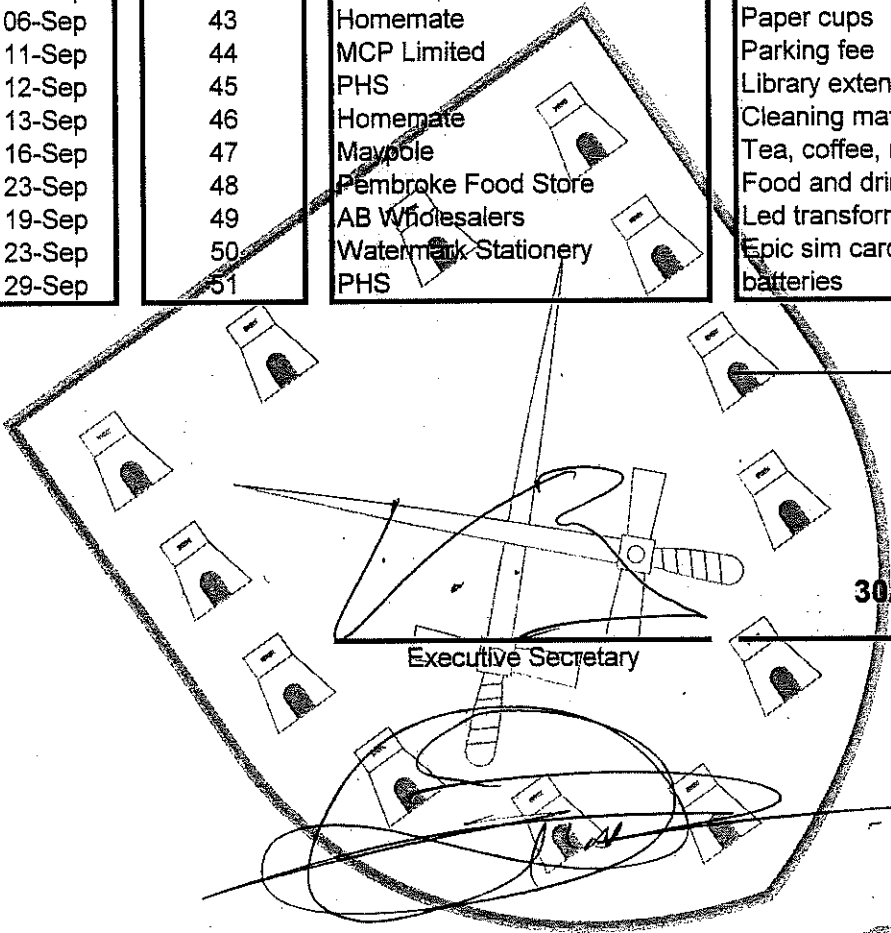 06-Sep 43 Homemate Paper cups
11-Sep 44 MCP Limited Parking fee
12-Sep 45 PHS Library exten
13-Sep 46 Homemate Cleaning ma
16-Sep 47 Maypole Tea, coffee,
23-Sep 48 Pembroke Food Store Food and drin
19-Sep 49 AB Wholesalers Led transfor
23-Sep 50 Watermark Stationery Epic sim card
29-Sep 51 PHS batteries
30
Executive Secretary